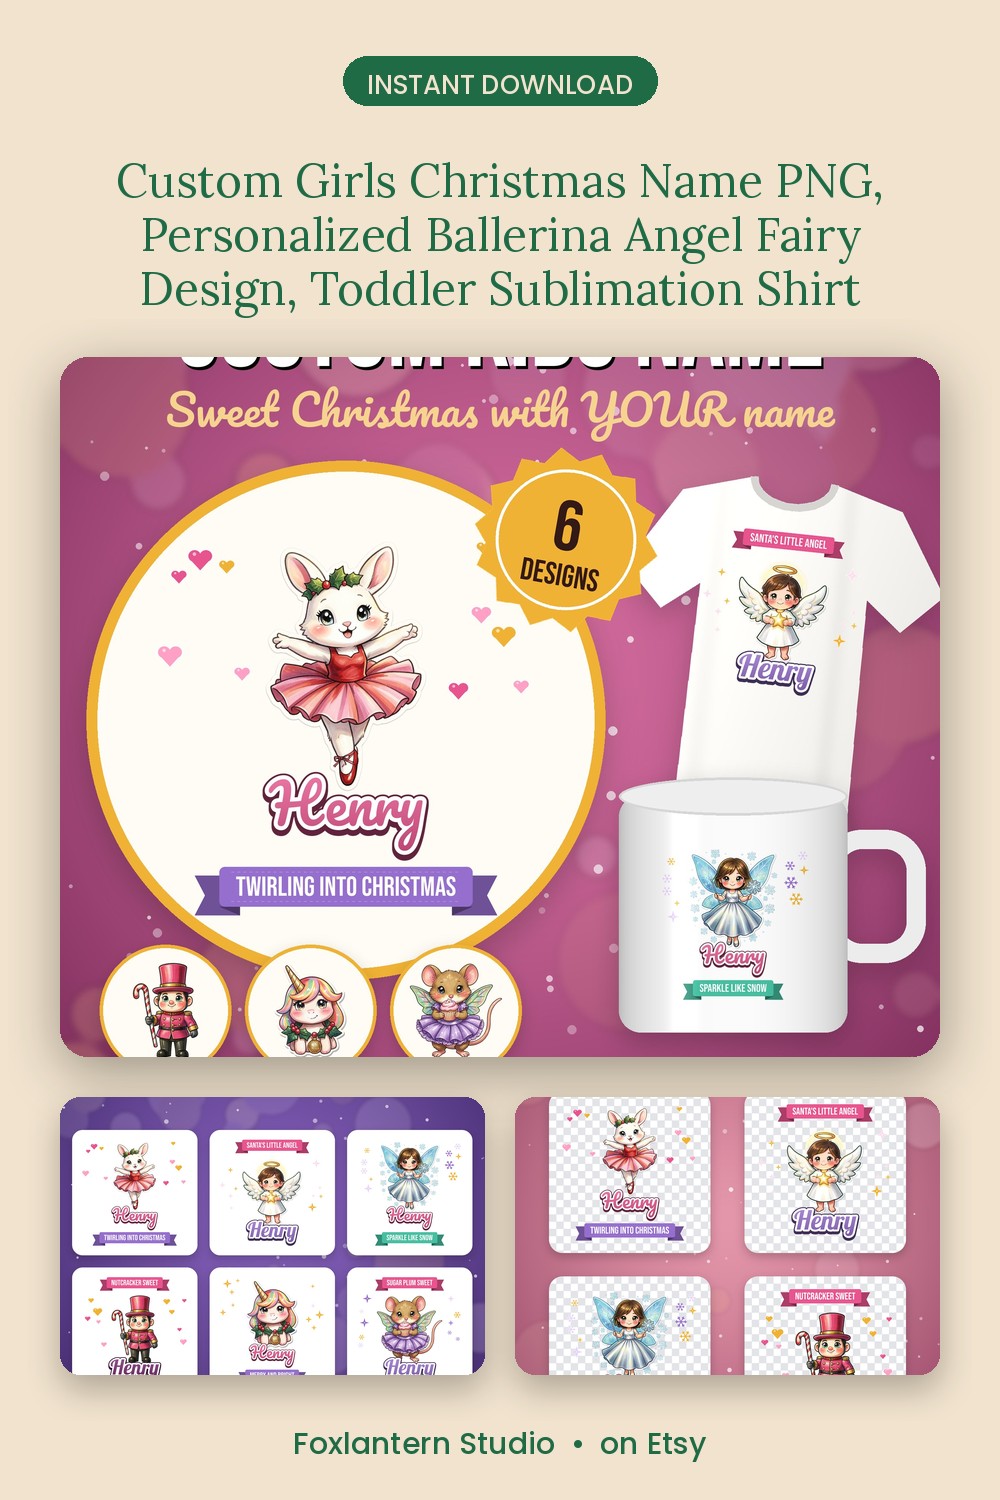 INSTANT DOWNLOAD
Custom Girls Christmas Name PNG,
Personalized Ballerina Angel Fairy
Design, Toddler Sublimation Shirt
CUSTOM KIDS NAME
Sweet Christmas with YOUR name
6
DESIGNS
SANTA'S LITTLE ANGEL
Henry
Henry
TWIRLING INTO CHRISTMAS
Henry
SPARKLE LIKE SNOW
Henry
TWIRLING INTO CHRISTMAS
SANTA'S LITTLE ANGEL
Henry
Henry
SPARKLE LIKE SNOW
NUTCRACKER SWEET
Henry
Henry
SUGAR PLUM SWEET
Henry
Henry
TWIRLING INTO CHRISTMAS
SANTA'S LITTLE ANGEL
Henry
NUTCRACKER SWEET
Foxlantern Studio • on Etsy